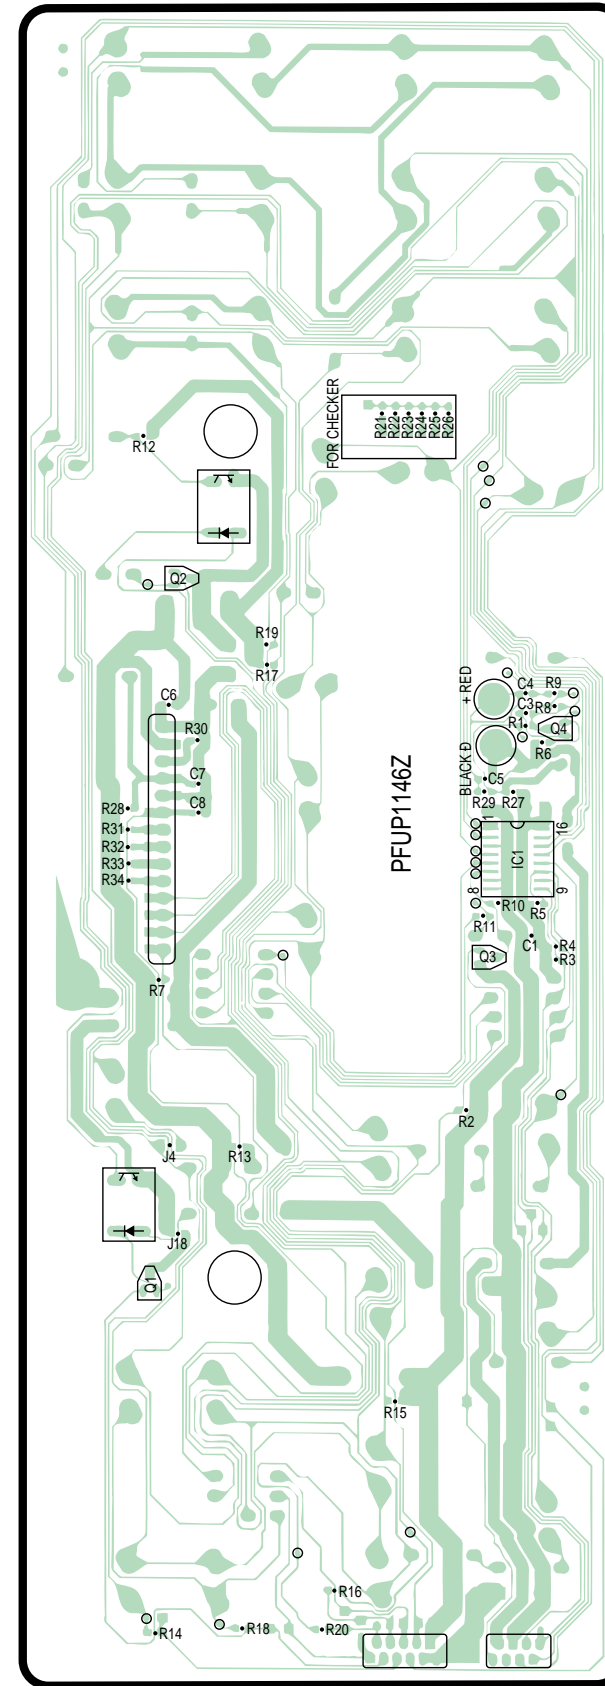 FOR CHECKER
R21
R22
R23
R24
R25
R26
R12
Q2
R19
R17
+ RED
C4
R9
C3
R8
R1
Q4
R6
C6
R30
BLACK
C5
C7
R29
R27
C8
R28
R31
R32
R33
R34
PFUP1146Z
1
16
IC1
8
9
R10
R5
R11
C1
R4
R3
Q3
R7
R2
J4
R13
J18
Q1
R15
R16
R14
R18
R20